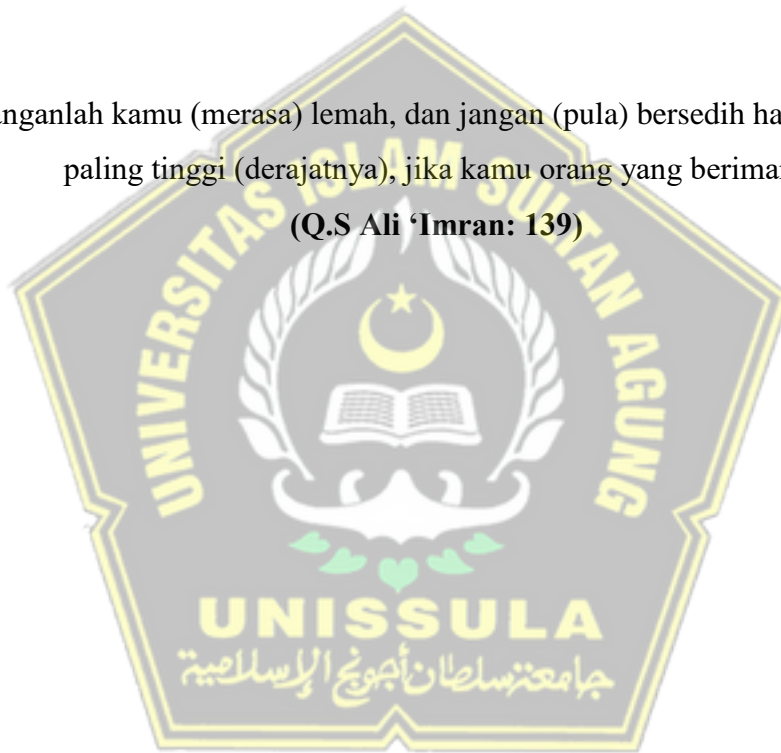 nganlah kamu (merasa) lemah, dan jangan (pula) bersedih ha
paling tinggi (derajatnya), jika kamu orang yang berima
(Q.S Ali ‘Imran: 139)
UNIVERSITAS ISLAM SULTAN AGUNG
UNISSULA
جامعة سلطان أجونج الإسلامية